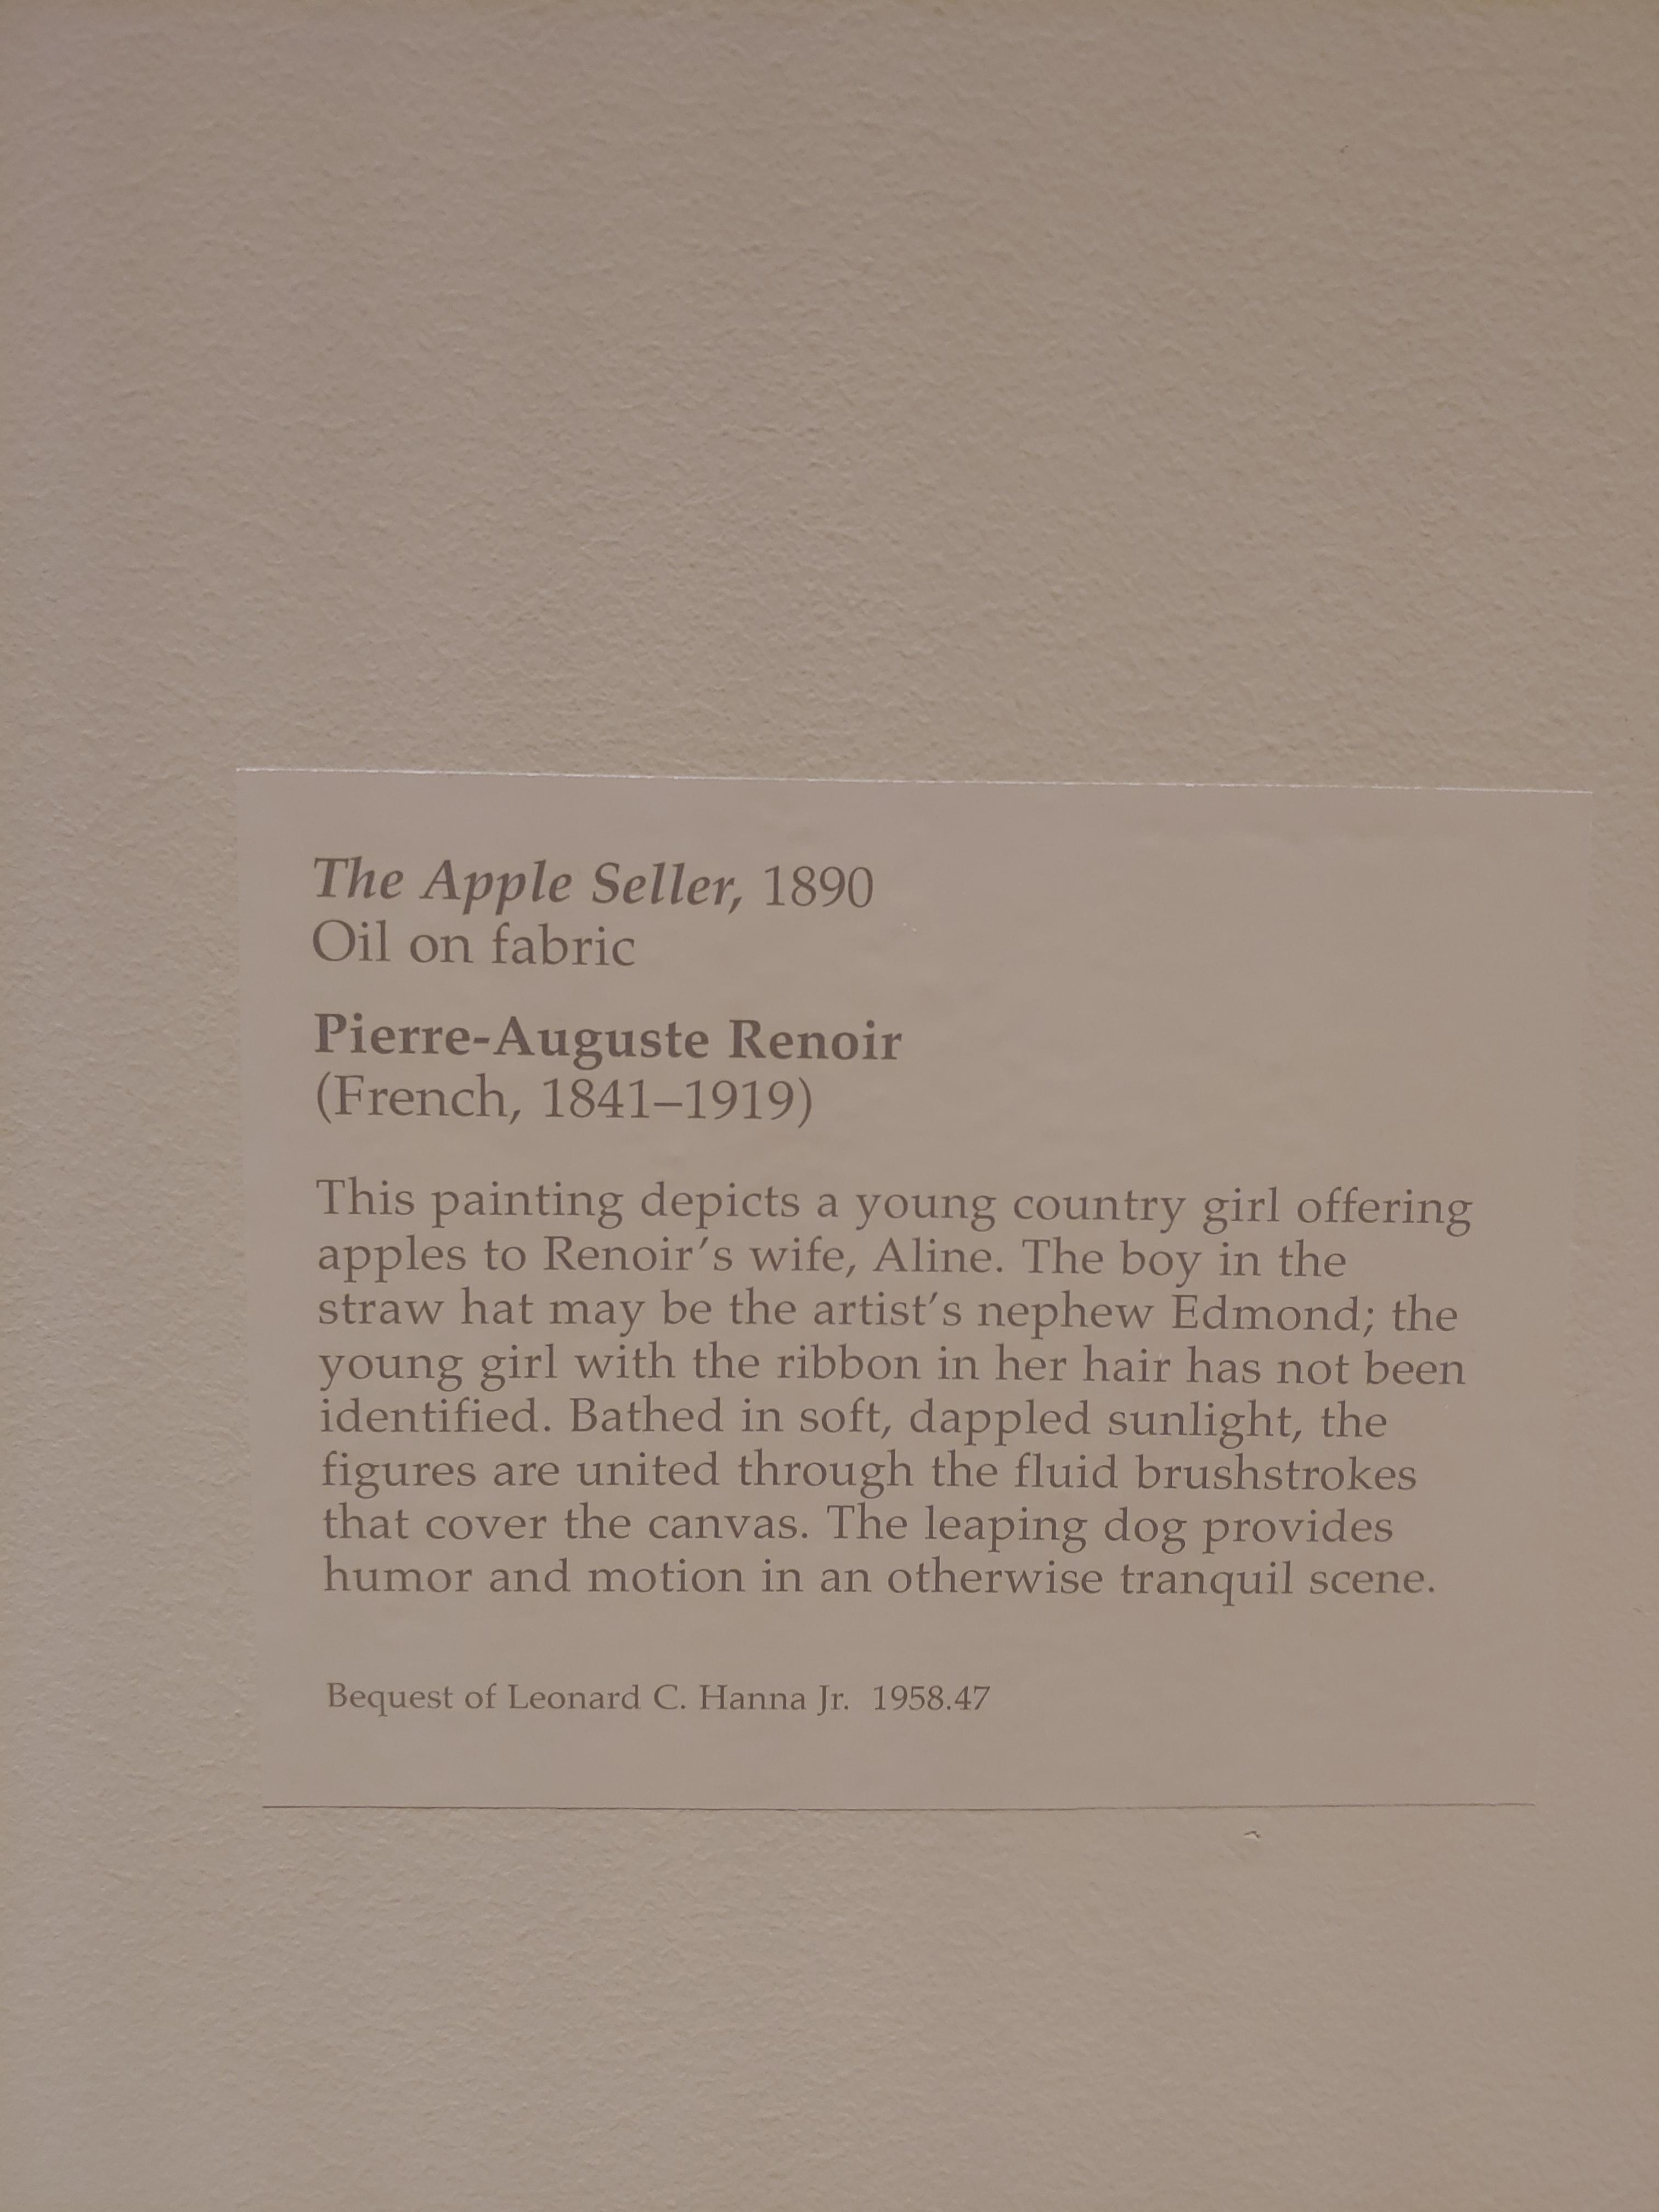 The Apple Seller, 1890
Oil on fabric
Pierre-Auguste Renoir
(French, 1841–1919)
This painting depicts a young country girl offering
apples to Renoir's wife, Aline. The boy in the
straw hat may be the artist's nephew Edmond; the
young girl with the ribbon in her hair has not been
identified. Bathed in soft, dappled sunlight, the
figures are united through the fluid brushstrokes
that cover the canvas. The leaping dog provides
humor and motion in an otherwise tranquil scene.
Bequest of Leonard C. Hanna Jr. 1958.47